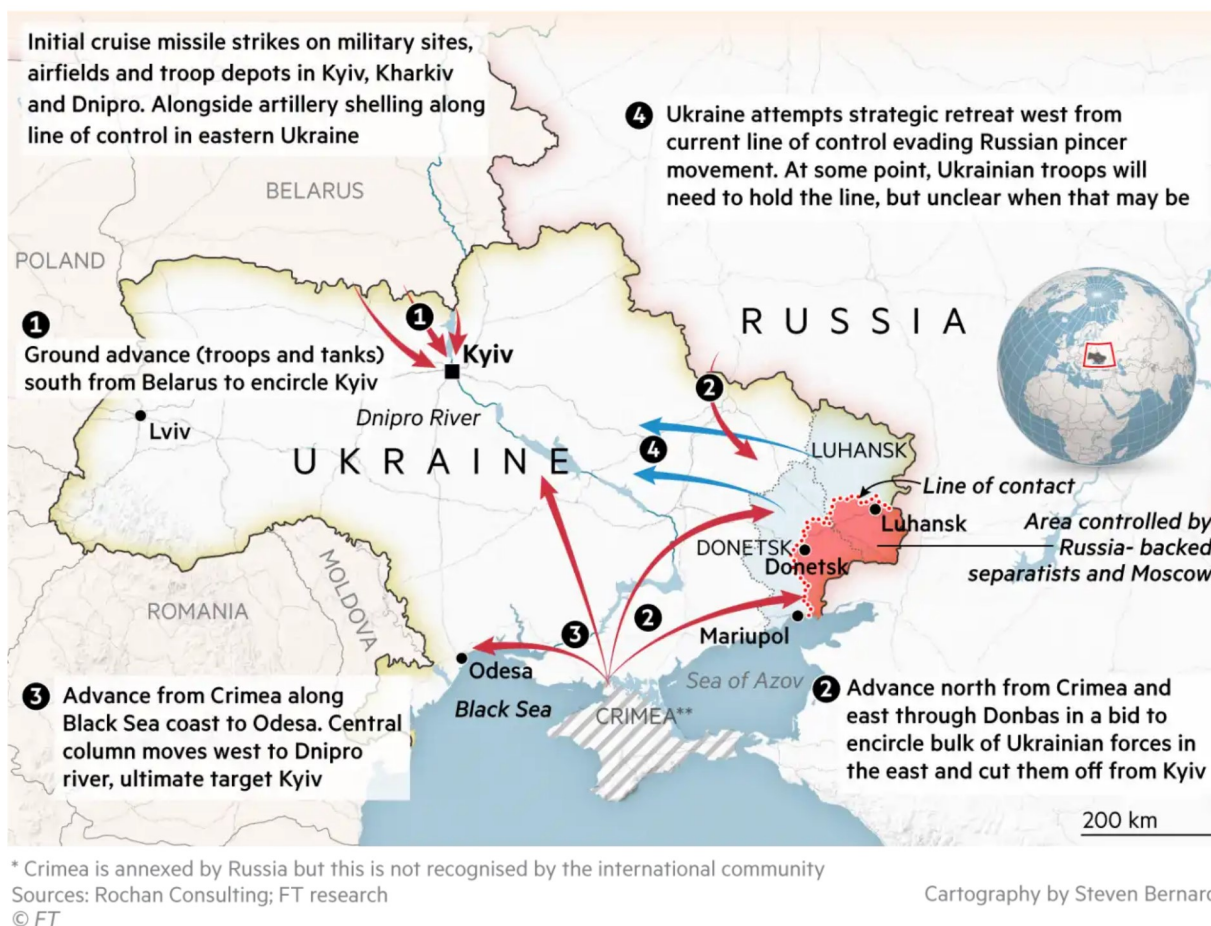 Initial cruise missile strikes on military sites,
airfields and troop depots in Kyiv, Kharkiv
and Dnipro. Alongside artillery shelling along
line of control in eastern Ukraine
4 Ukraine attempts strategic retreat west from
current line of control evading Russian pincer
movement. At some point, Ukrainian troops will
need to hold the line, but unclear when that may be
BELARUS
POLAND
RUSSIA
1
Ground advance (troops and tanks)
south from Belarus to encircle Kyiv
1
Kyiv
2
Lviv
Dnipro River
UKRAINE
4
LUHANSK
Line of contact
Luhansk
Area controlled by
Russia- backed
separatists and Moscow
DONETSK
Donetsk
MOLDOVA
ROMANIA
3
2
Mariupol
Odesa
Sea of Azov
Black Sea
CRIMEA**
3 Advance from Crimea along
Black Sea coast to Odesa. Central
column moves west to Dnipro
river, ultimate target Kyiv
2 Advance north from Crimea and
east through Donbas in a bid to
encircle bulk of Ukrainian forces in
the east and cut them off from Kyiv
200 km
* Crimea is annexed by Russia but this is not recognised by the international community
Sources: Rochan Consulting; FT research
Cartography by Steven Bernard
© FT